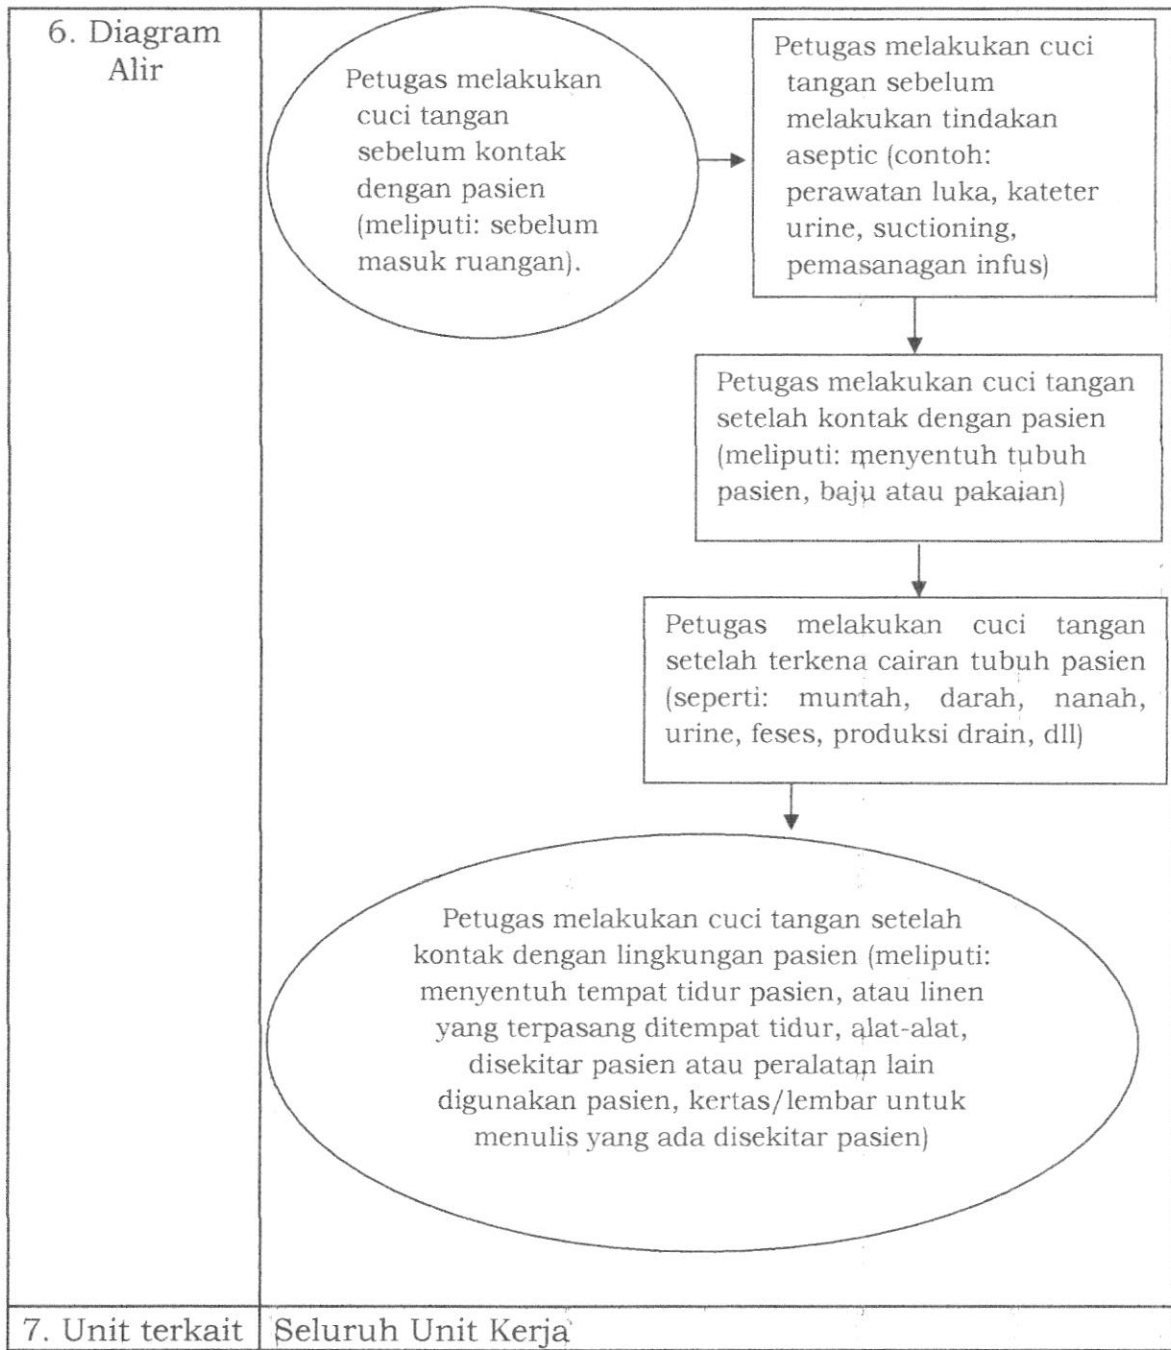 6. Diagram
Alir
Petugas melakukan
cuci tangan
sebelum kontak
dengan pasien
(meliputi: sebelum
masuk ruangan).
Petugas melakukan cuci
tangan sebelum
melakukan tindakan
aseptic (contoh:
perawatan luka, kateter
urine, suctioning,
pemasanagan infus)
Petugas melakukan cuci tangan
setelah kontak dengan pasien
(meliputi: menyentuh tubuh
pasien, baju atau pakaian)
Petugas melakukan cuci tangan
setelah terkena cairan tubuh pasien
(seperti: muntah, darah, nanah,
urine, feses, produksi drain, dll)
Petugas melakukan cuci tangan setelah
kontak dengan lingkungan pasien (meliputi:
menyentuh tempat tidur pasien, atau linen
yang terpasang ditempat tidur, alat-alat,
disekitar pasien atau peralatan lain
digunakan pasien, kertas/lembar untuk
menulis yang ada disekitar pasien)
7. Unit terkait
Seluruh Unit Kerja